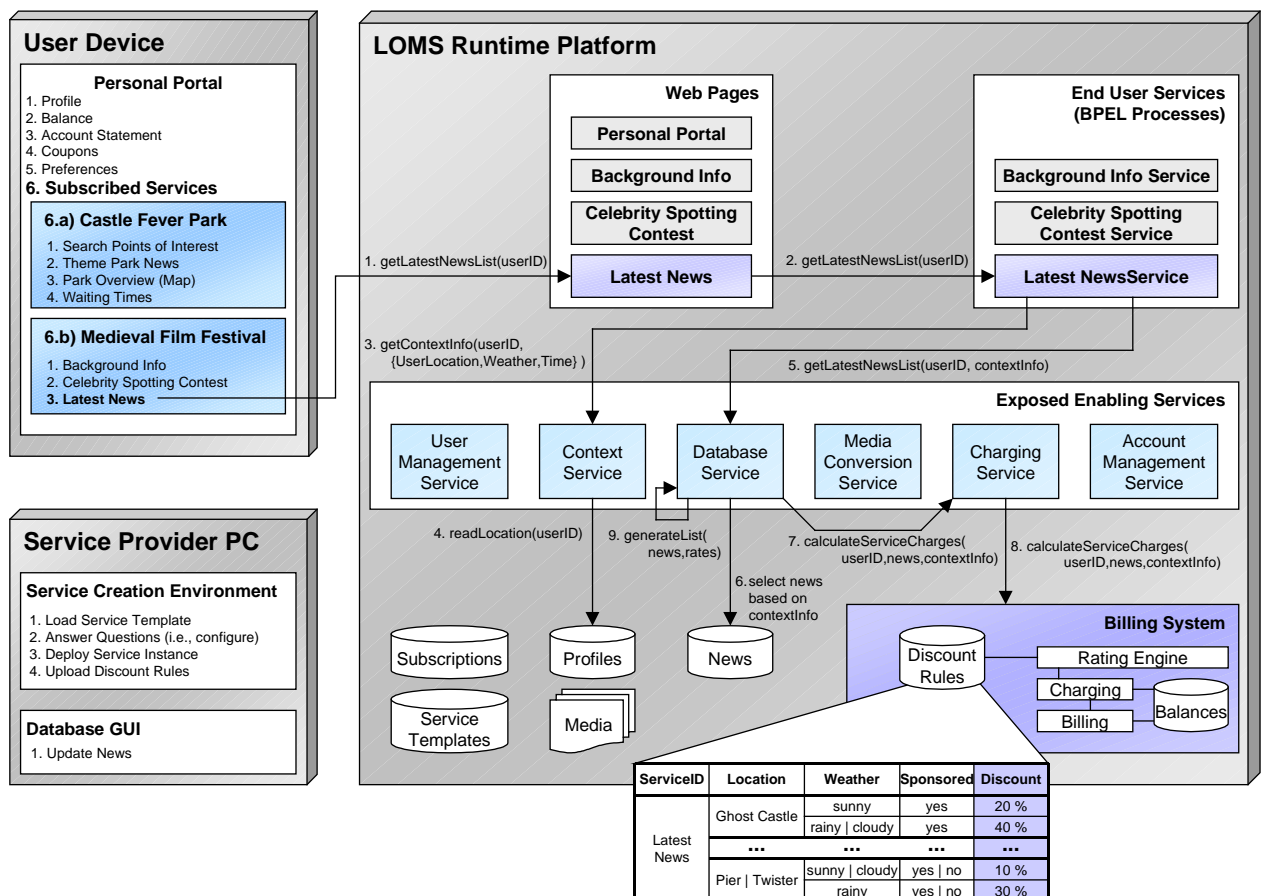 User Device
Personal Portal
1. Profile
2. Balance
3. Account Statement
4. Coupons
5. Preferences
6. Subscribed Services
6.a) Castle Fever Park
1. Search Points of Interest
2. Theme Park News
3. Park Overview (Map)
4. Waiting Times
6.b) Medieval Film Festival
1. Background Info
2. Celebrity Spotting Contest
3. Latest News
Service Provider PC
Service Creation Environment
1. Load Service Template
2. Answer Questions (i.e., configure)
3. Deploy Service Instance
4. Upload Discount Rules
Database GUI
1. Update News
LOMS Runtime Platform
Web Pages
Personal Portal
Background Info
Celebrity Spotting
Contest
Latest News
End User Services
(BPEL Processes)
Background Info Service
Celebrity Spotting
Contest Service
Latest NewsService
1. getLatestNewsList(userID)
2. getLatestNewsList(userID)
3. getContextInfo(userID,
{UserLocation,Weather,Time} )
5. getLatestNewsList(userID, contextInfo)
Exposed Enabling Services
User
Management
Service
Context
Service
Database
Service
Media
Conversion
Service
Charging
Service
Account
Management
Service
4. readLocation(userID)
9. generateList(
news,rates)
7. calculateServiceCharges(
userID,news,contextInfo)
8. calculateServiceCharges(
userID,news,contextInfo)
6. select news
based on
contextInfo
Subscriptions
Profiles
News
Service
Templates
Media
Billing System
Discount
Rules
Rating Engine
Charging
Billing
Balances
ServiceID Location Weather Sponsored Discount
Latest
News
Ghost Castle
sunny yes 20 %
rainy | cloudy yes 40 %
... ... ... ...
Pier | Twister
sunny | cloudy yes | no 10 %
rainy yes | no 30 %